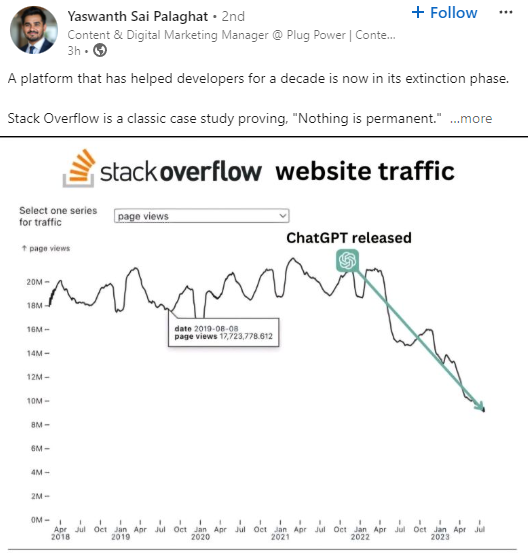 Yaswanth Sai Palaghat • 2nd
+ Follow ...
Content & Digital Marketing Manager @ Plug Power | Conte...
3h •
A platform that has helped developers for a decade is now in its extinction phase.
Stack Overflow is a classic case study proving, "Nothing is permanent." ...more
stackoverflow website traffic
Select one series
for traffic
page views
↑ page views
ChatGPT released
20M
18M
16M
14M
12M
10M
8M
6M
4M
2M
0M
date 2019-08-08
page views 17,723,778.612
Apr Jul Oct Jan Apr Jul Oct Jan Apr Jul Oct Jan Apr Jul Oct Jan Apr Jul Oct Jan Apr Jul
2018 2019 2020 2021 2022 2023